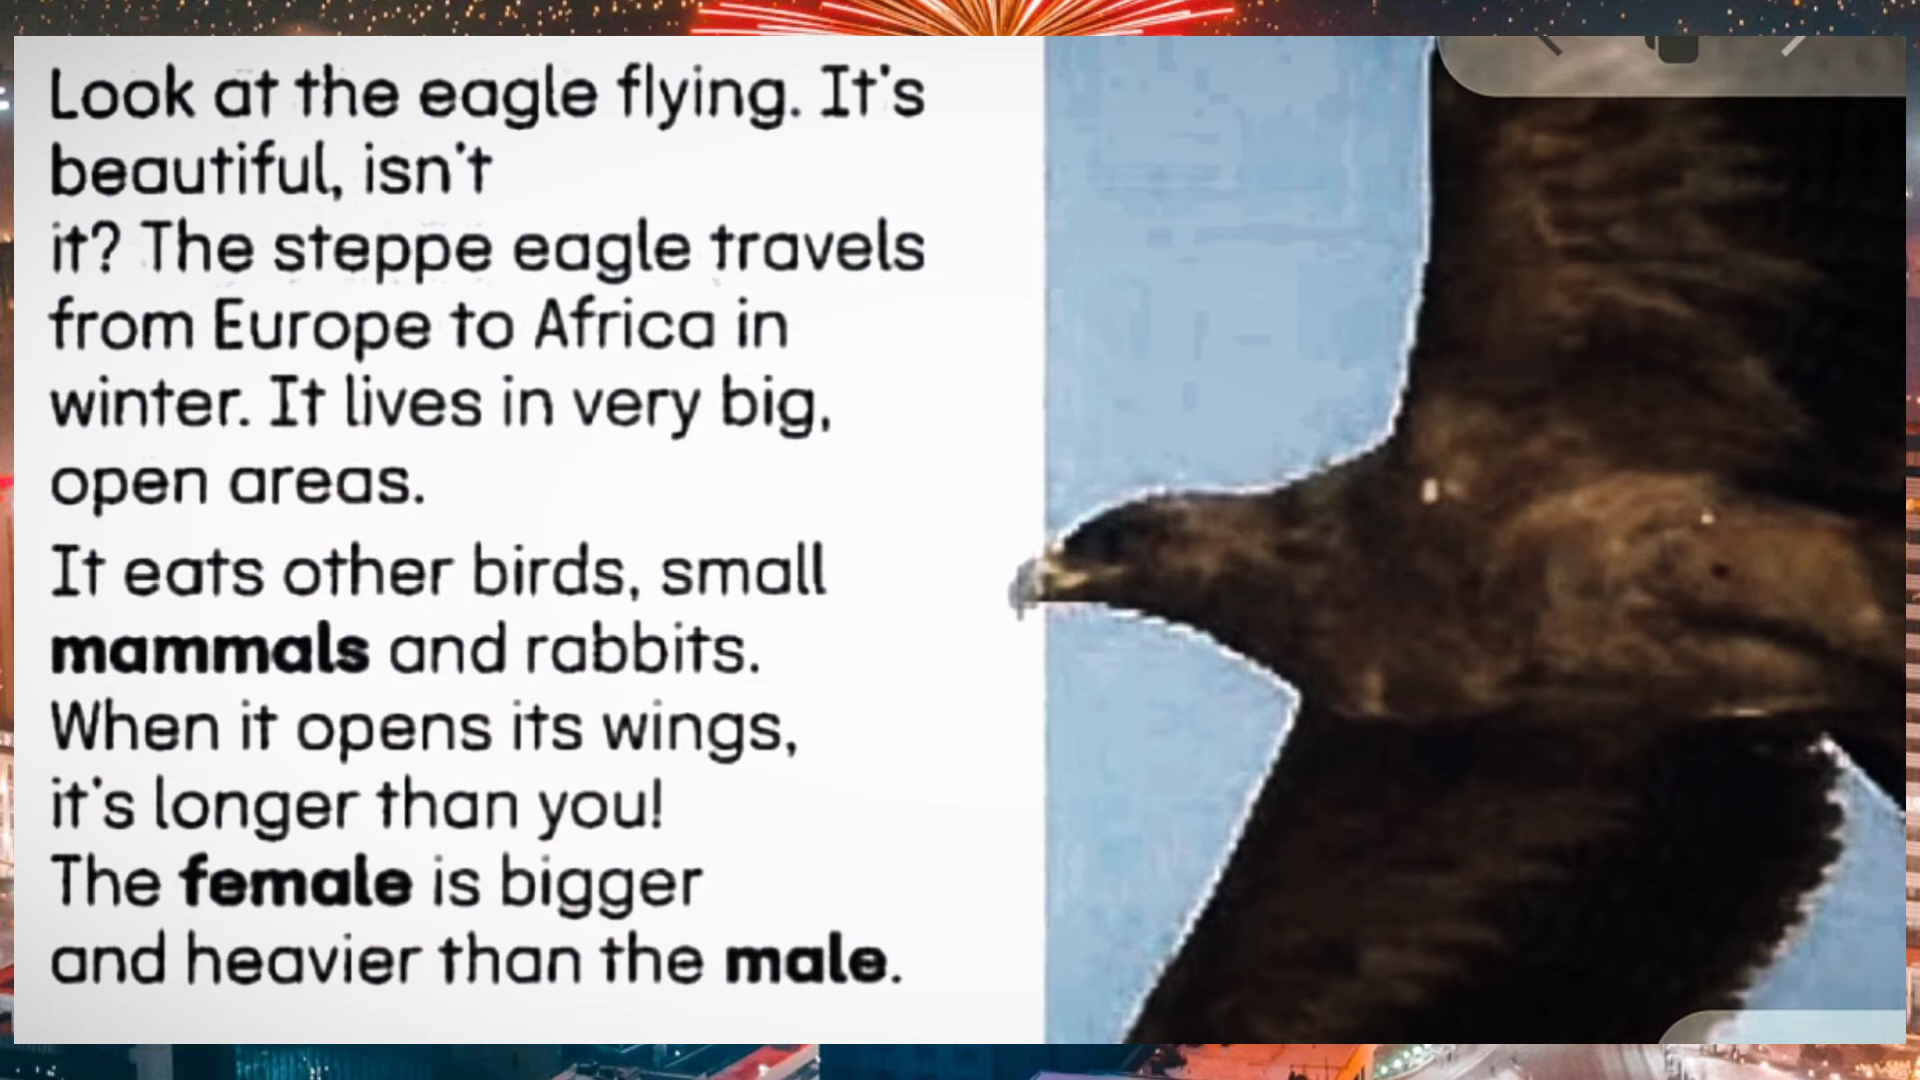 Look at the eagle flying. It's
beautiful, isn't
it? The steppe eagle travels
from Europe to Africa in
winter. It lives in very big,
open areas.
It eats other birds, small
mammals and rabbits.
When it opens its wings,
it's longer than you!
The female is bigger
and heavier than the male.